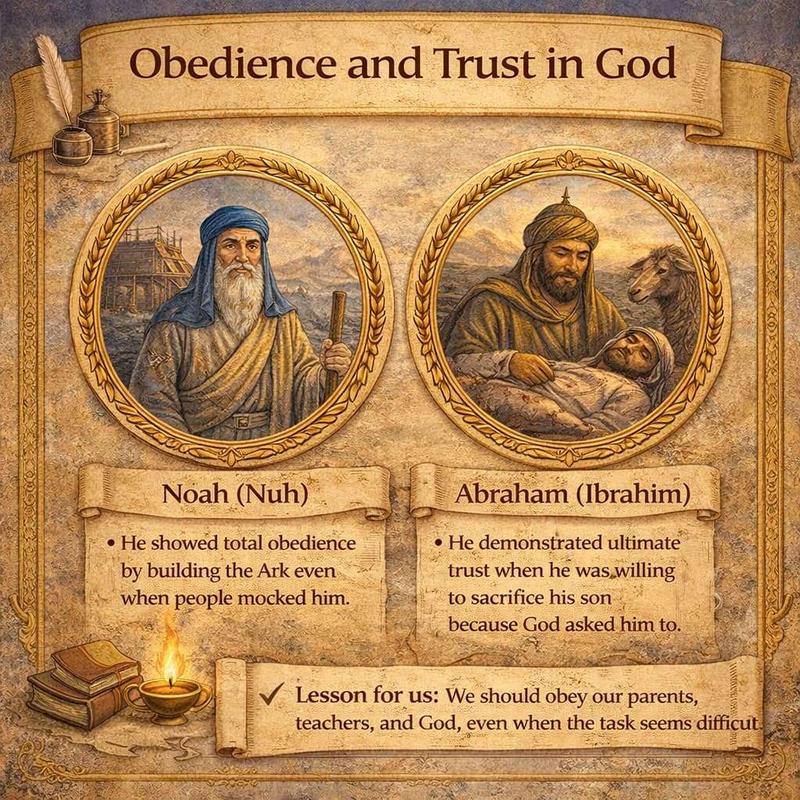 Obedience and Trust in God
Noah (Nuh)
• He showed total obedience
by building the Ark even
when people mocked him.
Abraham (Ibrahim)
• He demonstrated ultimate
trust when he was willing
to sacrifice his son
because God asked him to.
✓ Lesson for us: We should obey our parents,
teachers, and God, even when the task seems difficut.